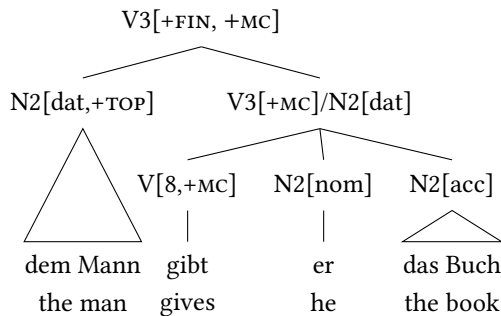 V3[+FIN, +MC]
N2[dat,+TOP] V3[+MC]/N2[dat]
V[8,+MC] N2[nom] N2[acc]
dem Mann gibt er das Buch
the man gives he the book